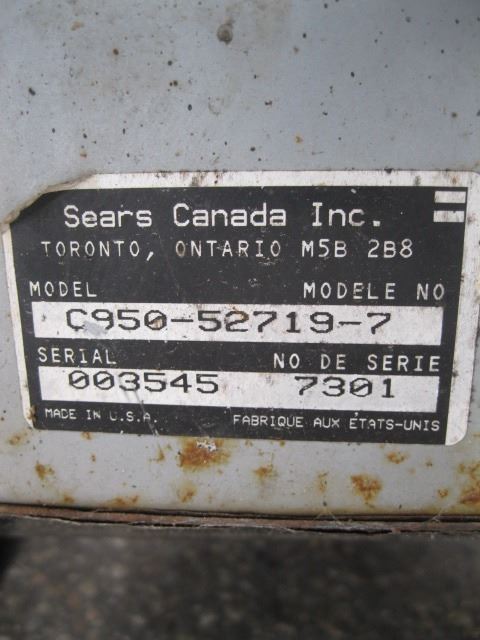 Sears Canada Inc.
TORONTO, ONTARIO M5B 2B8
MODEL MODELE NO
C950-52719-7
SERIAL NO DE SERIE
003545 7301
MADE IN U.S.A. FABRIQUE AUX ÉTATS-UNIS